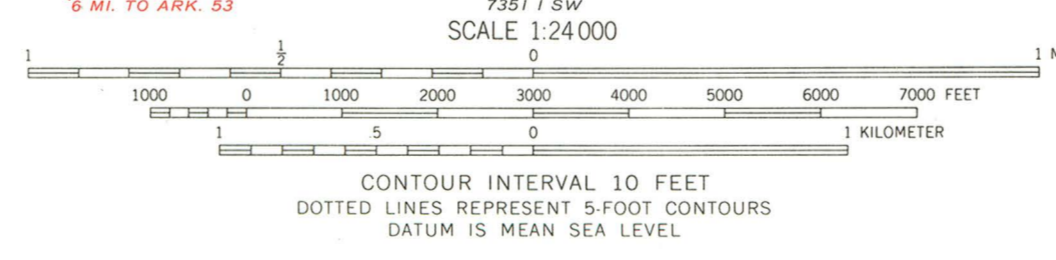 6 MI. TO ARK. 53
7351 I SW
SCALE 1:24 000
1 1/2 0 1
1000 0 1000 2000 3000 4000 5000 6000 7000 FEET
1 .5 0 1 KILOMETER
CONTOUR INTERVAL 10 FEET
DOTTED LINES REPRESENT 5-FOOT CONTOURS
DATUM IS MEAN SEA LEVEL